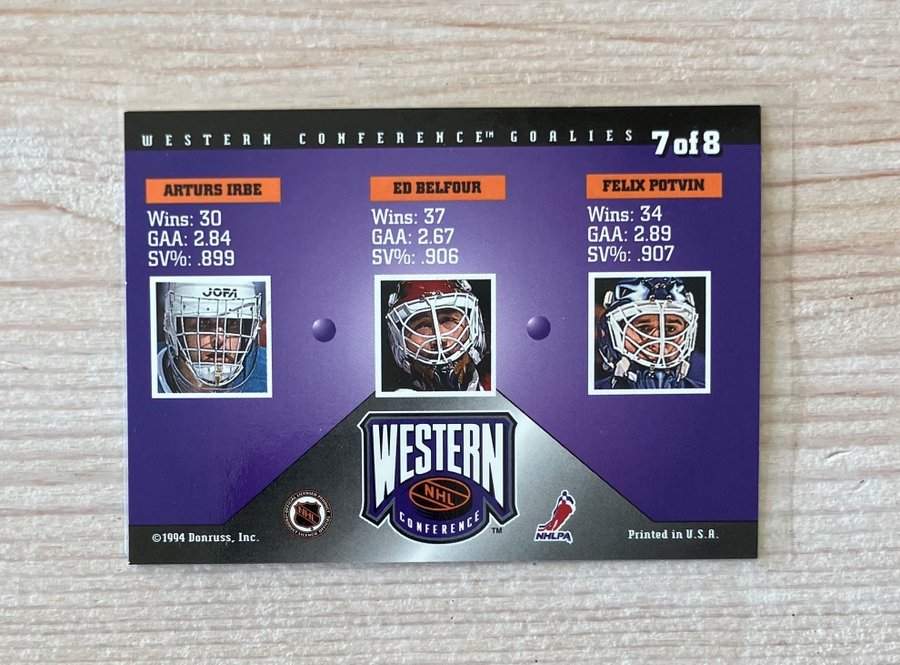 WESTERN CONFERENCE™ GOALIES 7 of 8
ARTURS IRBE
Wins: 30
GAA: 2.84
SV%: .899
ED BELFOUR
Wins: 37
GAA: 2.67
SV%: .906
FELIX POTVIN
Wins: 34
GAA: 2.89
SV%: .907
JOFA
WESTERN
NHL
CONFERENCE
TM
NHL
NHLPA
©1994 Donruss, Inc.
Printed in U.S.A.